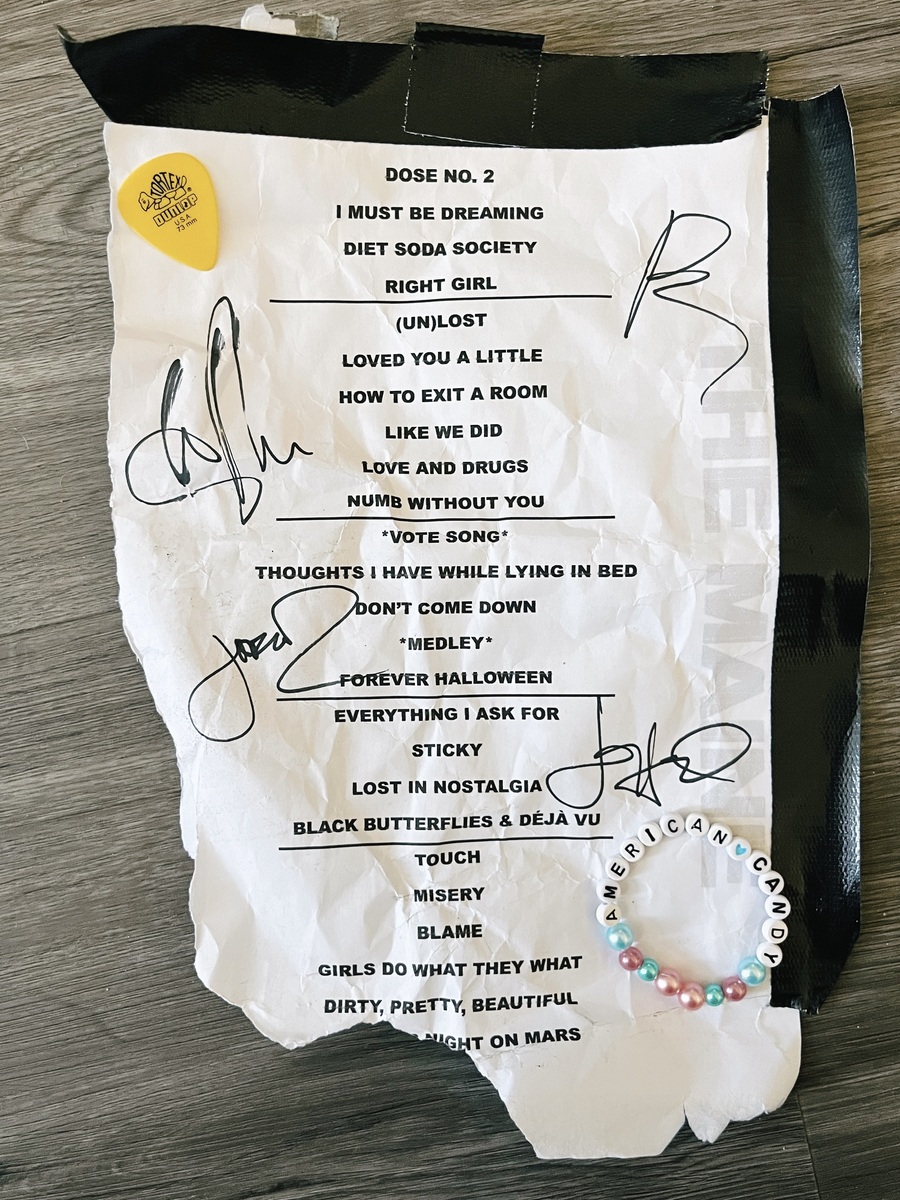 TORTEX®
DUNLOP
U.S.A
.73 mm
DOSE NO. 2
I MUST BE DREAMING
DIET SODA SOCIETY
RIGHT GIRL
(UN)LOST
LOVED YOU A LITTLE
HOW TO EXIT A ROOM
LIKE WE DID
LOVE AND DRUGS
NUMB WITHOUT YOU
*VOTE SONG*
THOUGHTS I HAVE WHILE LYING IN BED
DON'T COME DOWN
*MEDLEY*
FOREVER HALLOWEEN
EVERYTHING I ASK FOR
STICKY
LOST IN NOSTALGIA
BLACK BUTTERFLIES & DÉJÀ VU
TOUCH
MISERY
BLAME
GIRLS DO WHAT THEY WHAT
DIRTY, PRETTY, BEAUTIFUL
NIGHT ON MARS
THE MAINE
AMERICAN CANDY